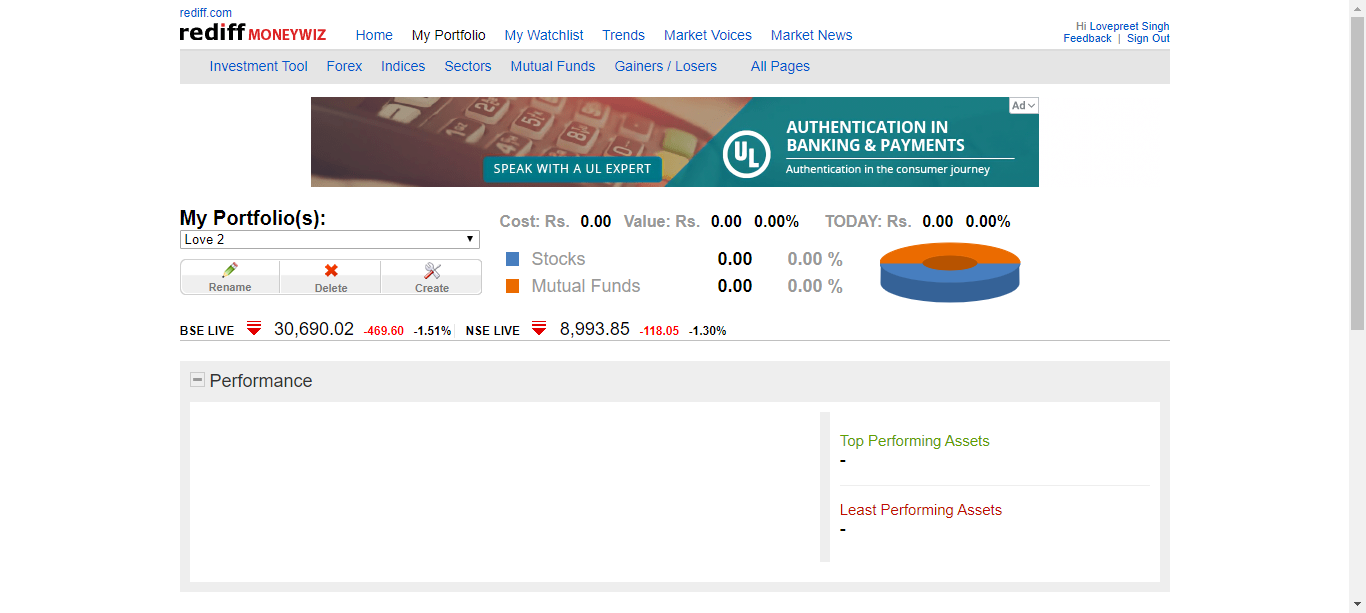 rediff.com
rediff MONEYWIZ Home My Portfolio My Watchlist Trends Market Voices Market News
Hi Lovepreet Singh
Feedback | Sign Out
Investment Tool Forex Indices Sectors Mutual Funds Gainers / Losers All Pages
Ad
AUTHENTICATION IN
BANKING & PAYMENTS
Authentication in the consumer journey
UL
SPEAK WITH A UL EXPERT
My Portfolio(s):
Love 2
Rename Delete Create
Cost: Rs. 0.00 Value: Rs. 0.00 0.00% TODAY: Rs. 0.00 0.00%
Stocks 0.00 0.00 %
Mutual Funds 0.00 0.00 %
BSE LIVE 30,690.02 -469.60 -1.51% NSE LIVE 8,993.85 -118.05 -1.30%
Performance
Top Performing Assets
-
Least Performing Assets
-